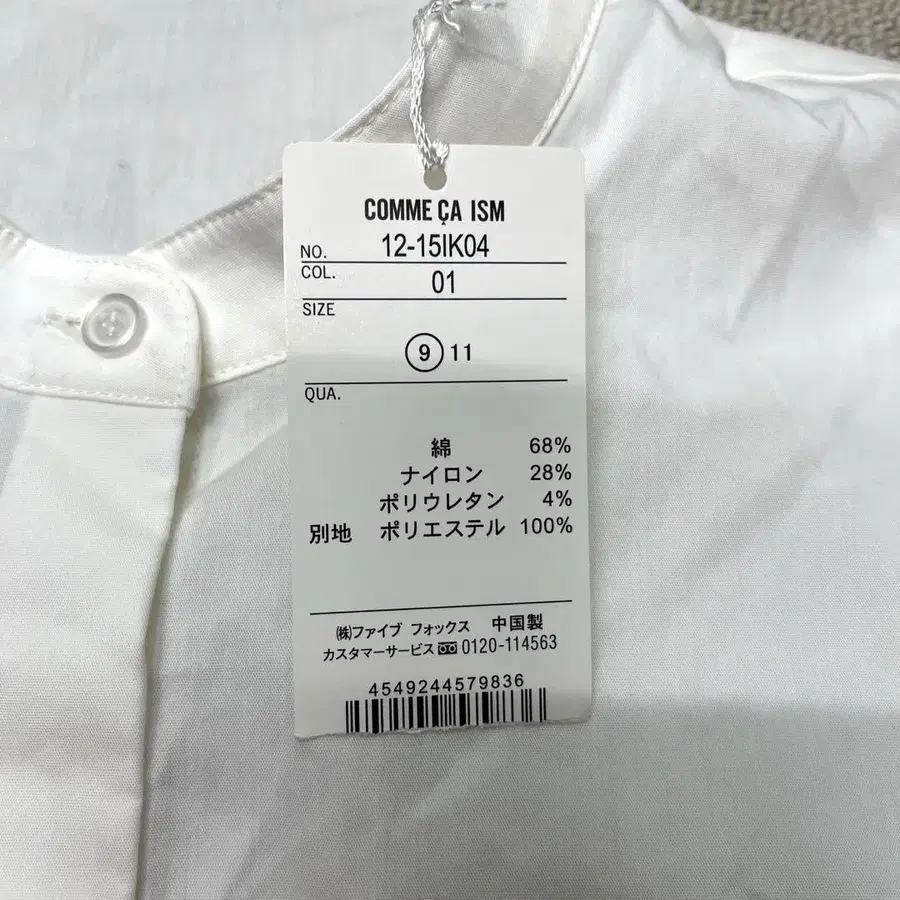 COMME ÇA ISM
NO. 12-15IK04
COL. 01
SIZE
9 11
QUA.
綿 68%
ナイロン 28%
ポリウレタン 4%
別地 ポリエステル 100%
㈱ファイブ フォックス 中国製
カスタマーサービス 0120-114563
4549244579836